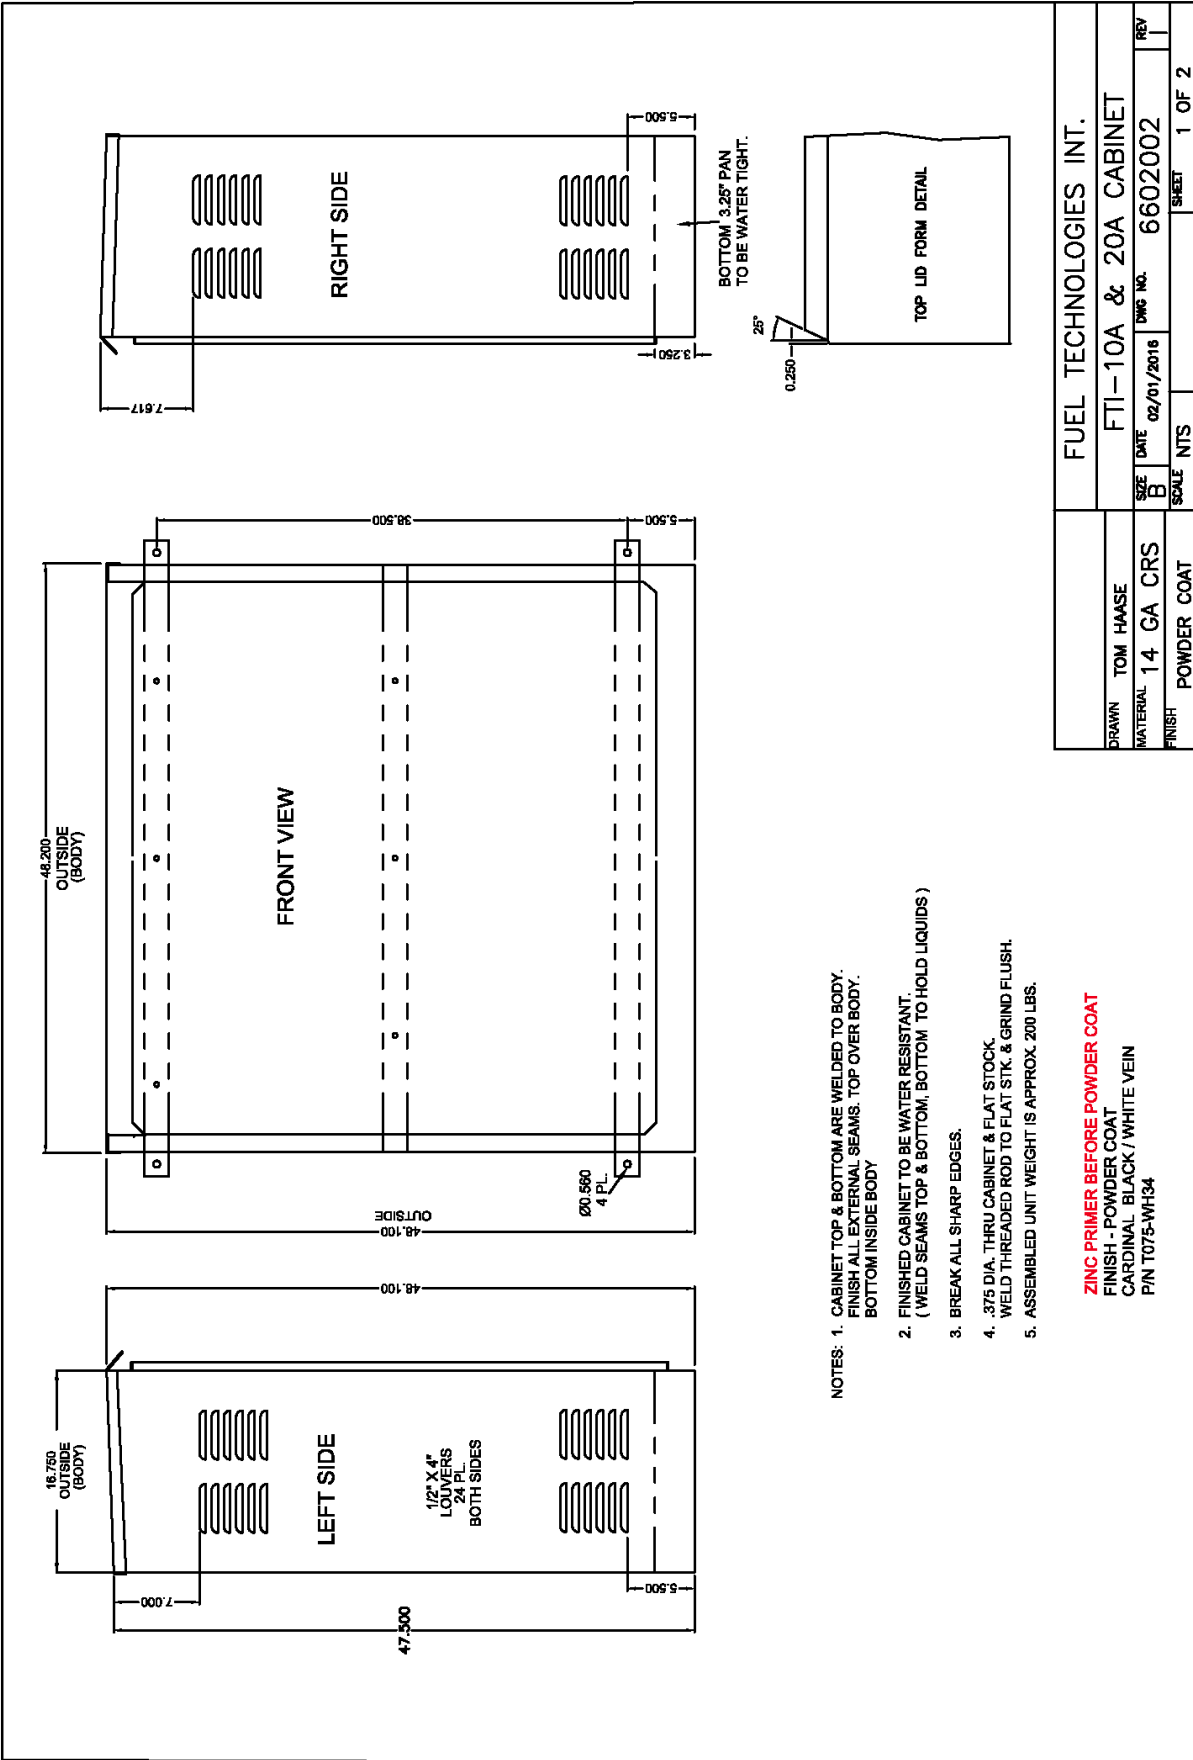 16.750
OUTSIDE
(BODY)
7.000
47.500
5.500
LEFT SIDE
1/2" X 4"
LOUVERS
24 PL.
BOTH SIDES
48.100
48.200
OUTSIDE
(BODY)
48.100
OUTSIDE
FRONT VIEW
Ø0.560
4 PL.
38.500
5.500
7.617
RIGHT SIDE
5.500
3.250
BOTTOM 3.25" PAN
TO BE WATER TIGHT.
25°
0.250
TOP LID FORM DETAIL
NOTES: 1. CABINET TOP & BOTTOM ARE WELDED TO BODY.
FINISH ALL EXTERNAL SEAMS. TOP OVER BODY.
BOTTOM INSIDE BODY
2. FINISHED CABINET TO BE WATER RESISTANT.
( WELD SEAMS TOP & BOTTOM, BOTTOM TO HOLD LIQUIDS )
3. BREAK ALL SHARP EDGES.
4. .375 DIA. THRU CABINET & FLAT STOCK.
WELD THREADED ROD TO FLAT STK. & GRIND FLUSH.
5. ASSEMBLED UNIT WEIGHT IS APPROX. 200 LBS.
ZINC PRIMER BEFORE POWDER COAT
FINISH - POWDER COAT
CARDINAL BLACK / WHITE VEIN
P/N T075-WH34
FUEL TECHNOLOGIES INT.
DRAWN TOM HAASE
FTI-10A & 20A CABINET
MATERIAL 14 GA CRS
SIZE B
DATE 02/01/2016
DWG NO. 6602002
REV 1
FINISH POWDER COAT
SCALE NTS
SHEET 1 OF 2